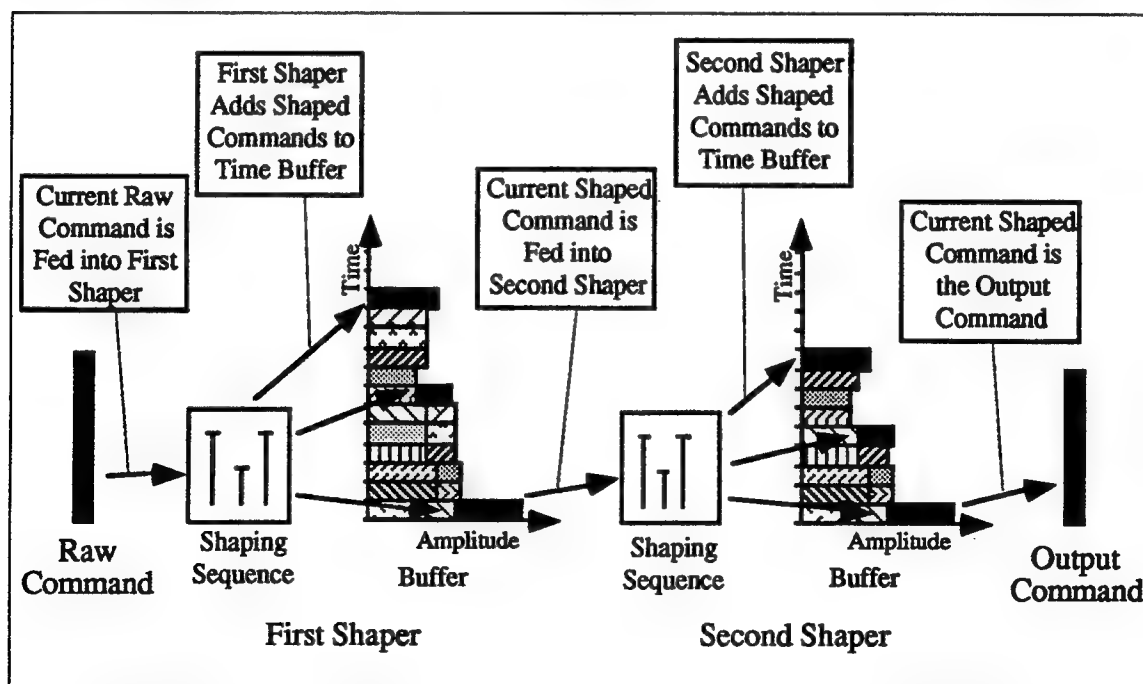 First Shaper
Adds Shaped
Commands to
Time Buffer
Second Shaper
Adds Shaped
Commands to
Time Buffer
Current Raw
Command is
Fed into First
Shaper
Current Shaped
Command is
Fed into
Second Shaper
Current Shaped
Command is
the Output
Command
Time
Time
Raw
Command
Shaping
Sequence
Amplitude
Buffer
Shaping
Sequence
Amplitude
Buffer
Output
Command
First Shaper
Second Shaper